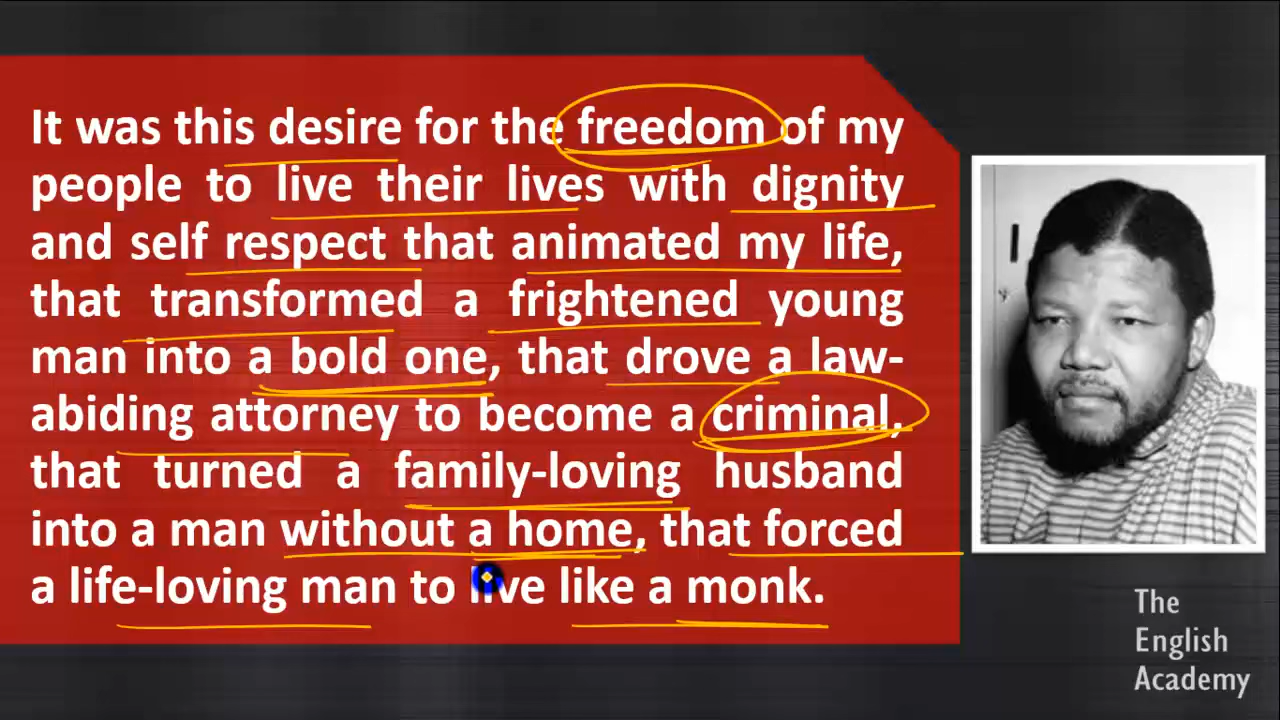 It was this desire for the freedom of my
people to live their lives with dignity
and self respect that animated my life,
that transformed a frightened young
man into a bold one, that drove a law-
abiding attorney to become a criminal,
that turned a family-loving husband
into a man without a home, that forced
a life-loving man to live like a monk.
The
English
Academy